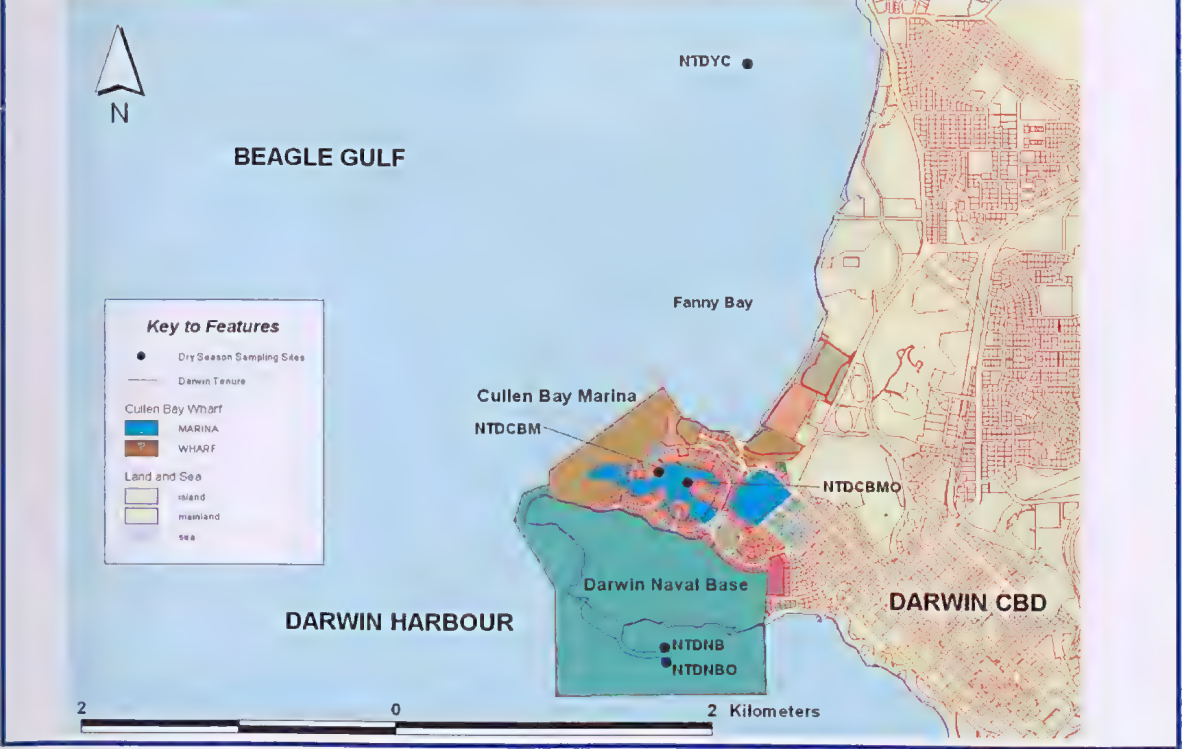 N
NTDYC
BEAGLE GULF
Fanny Bay
Key to Features
Dry Season Sampling Sites
Darwin Tenure
Cullen Bay Wharf
MARINA
WHARF
Land and Sea
island
mainland
sea
Cullen Bay Marina
NTDCBM
NTDCBMO
Darwin Naval Base
DARWIN CBD
DARWIN HARBOUR
NTDNB
NTDNBO
2 0 2 Kilometers